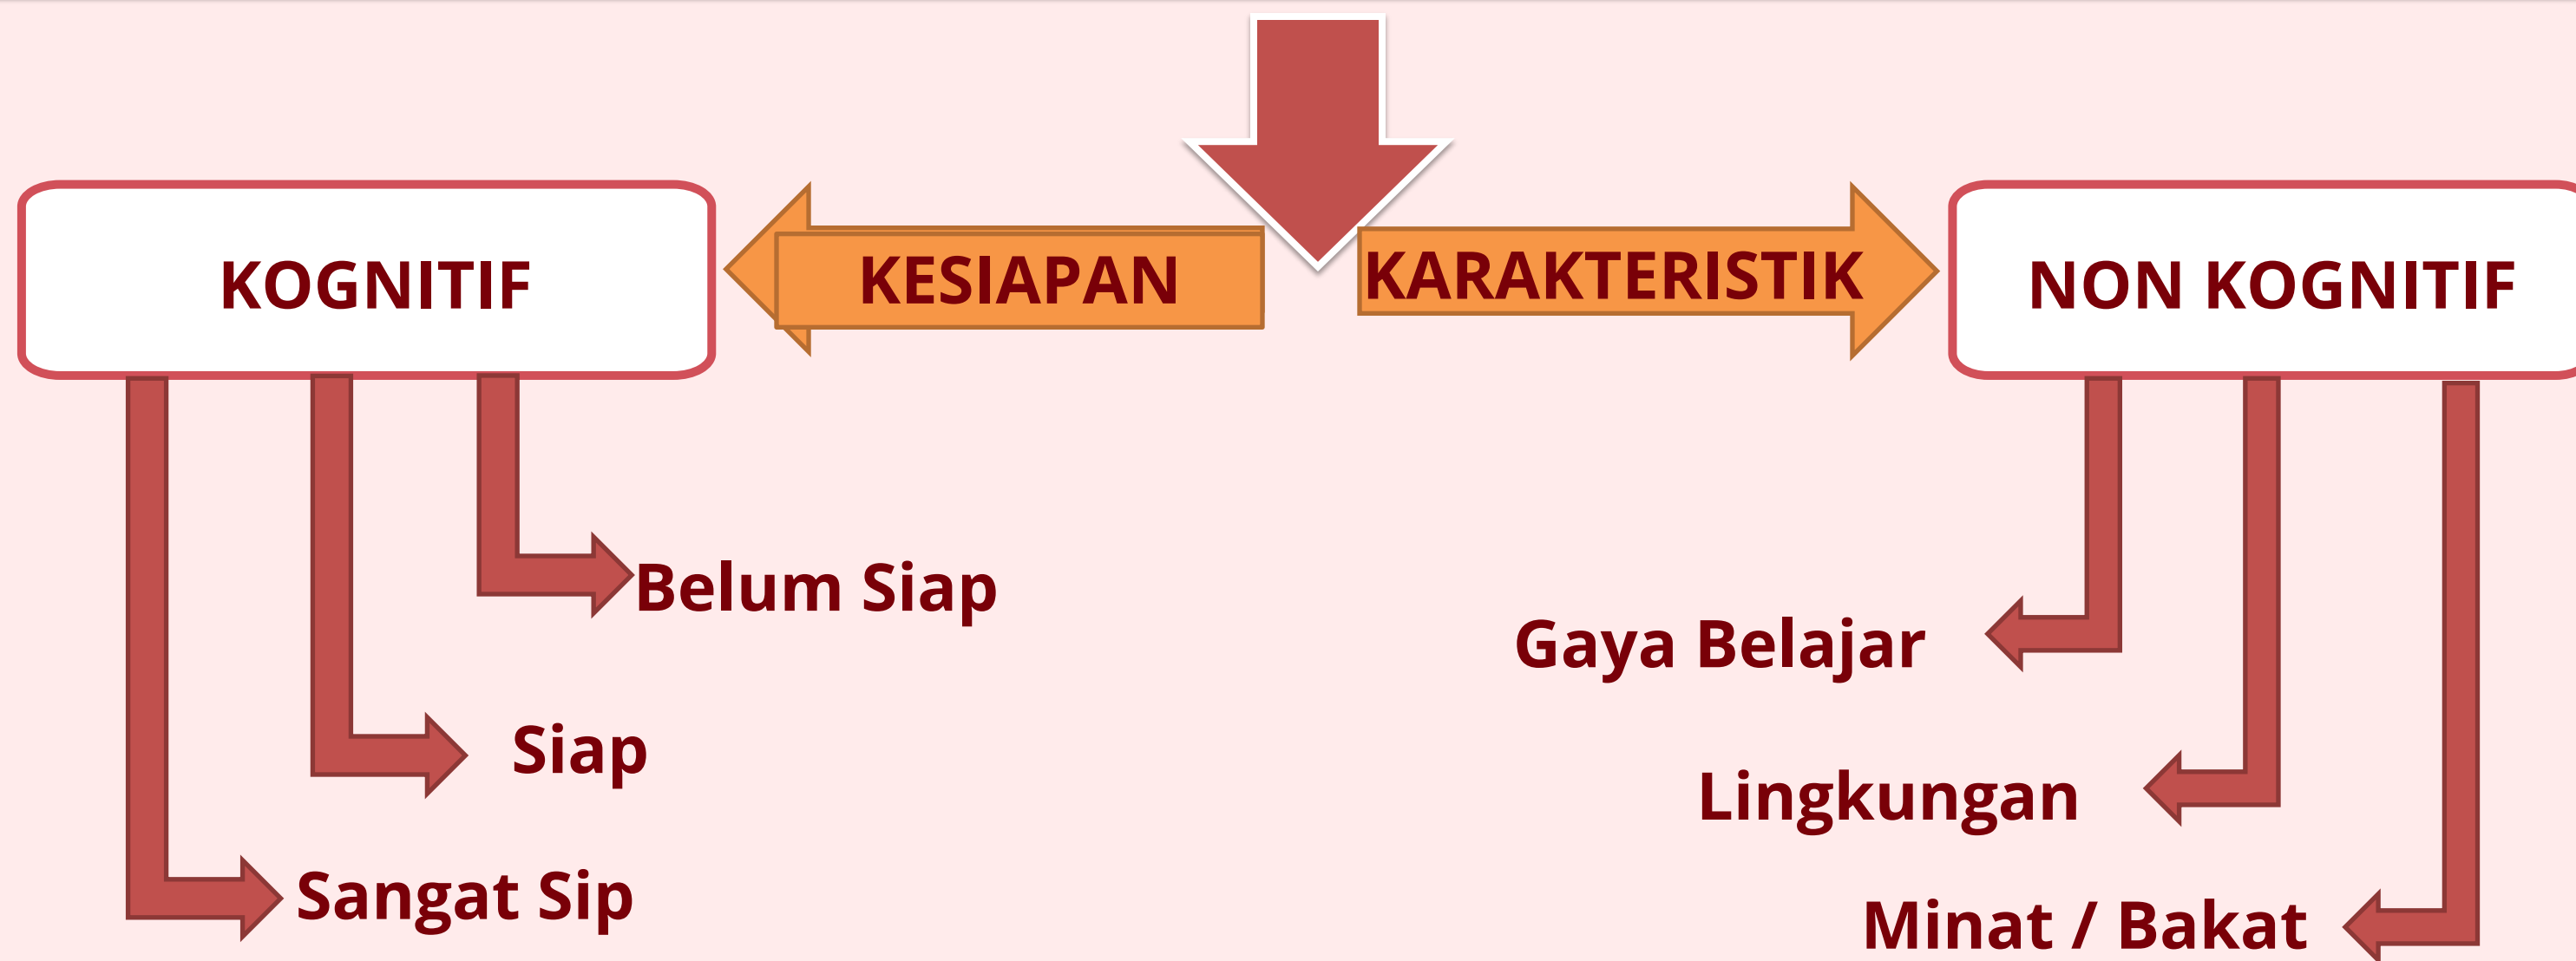 KOGNITIF
KESIAPAN
KARAKTERISTIK
NON KOGNITIF
Belum Siap
Siap
Sangat Sip
Gaya Belajar
Lingkungan
Minat / Bakat